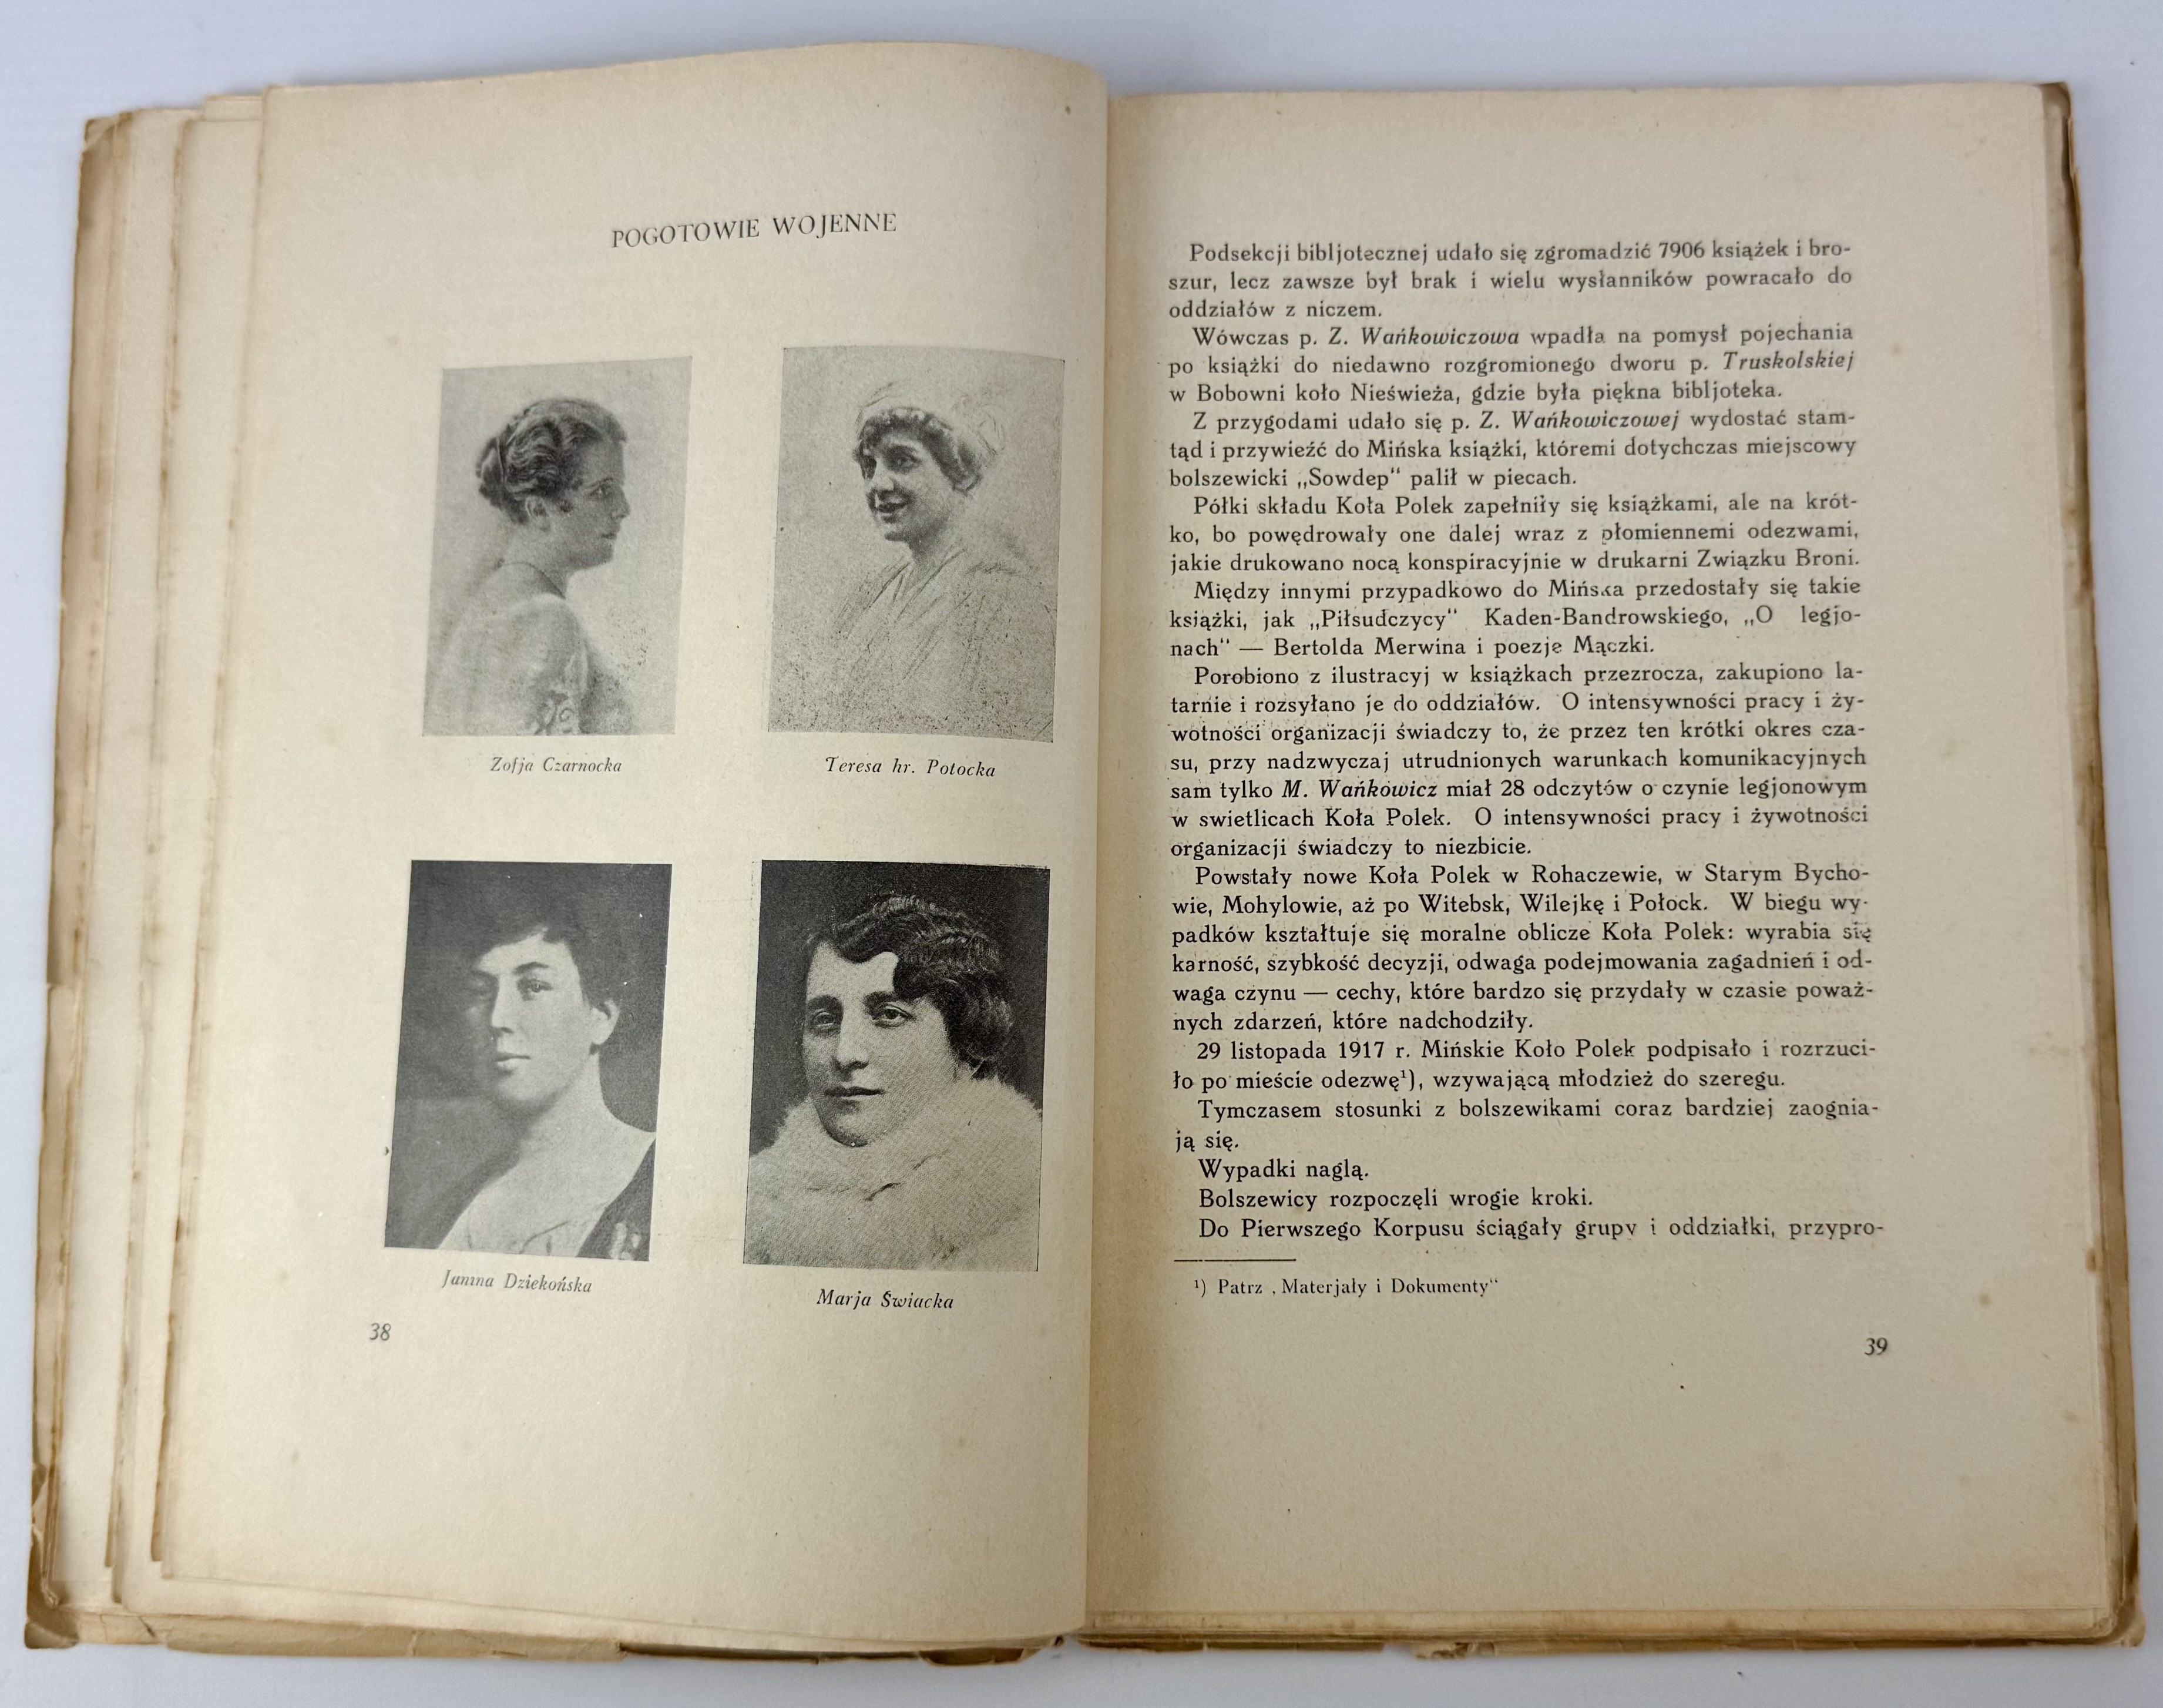 POGOTOWIE WOJENNE
Zofja Czarnocka
Teresa hr. Potocka
Janina Dziekońska
Marja Świacka
38
Podsekcji bibljotecznej udało się zgromadzić 7906 książek i bro-
szur, lecz zawsze był brak i wielu wysłanników powracało do
oddziałów z niczem.
Wówczas p. Z. Wańkowiczowa wpadła na pomysł pojechania
po książki do niedawno rozgromionego dworu p. Truskolskiej
w Bobowni koło Nieświeża, gdzie była piękna bibljoteka.
Z przygodami udało się p. Z. Wańkowiczowej wydostać stam-
tąd i przywieźć do Mińska książki, któremi dotychczas miejscowy
bolszewicki „Sowdep“ palił w piecach.
Półki składu Koła Polek zapełniły się książkami, ale na krót-
ko, bo powędrowały one dalej wraz z płomiennemi odezwami,
jakie drukowano nocą konspiracyjnie w drukarni Związku Broni.
Między innymi przypadkowo do Mińska przedostały się takie
książki, jak „Piłsudczycy“ Kaden-Bandrowskiego, „O legjo-
nach“ — Bertolda Merwina i poezje Mączki.
Porobiono z ilustracyj w książkach przezrocza, zakupiono la-
tarnie i rozsyłano je do oddziałów. O intensywności pracy i ży-
wotności organizacji świadczy to, że przez ten krótki okres cza-
su, przy nadzwyczaj utrudnionych warunkach komunikacyjnych
sam tylko M. Wańkowicz miał 28 odczytów o czynie legjonowym
w swietlicach Koła Polek. O intensywności pracy i żywotności
organizacji świadczy to niezbicie.
Powstały nowe Koła Polek w Rohaczewie, w Starym Bycho-
wie, Mohylowie, aż po Witebsk, Wilejkę i Połock. W biegu wy-
padków kształtuje się moralne oblicze Koła Polek: wyrabia się
karność, szybkość decyzji, odwaga podejmowania zagadnień i od-
waga czynu — cechy, które bardzo się przydały w czasie poważ-
nych zdarzeń, które nadchodziły.
29 listopada 1917 r. Mińskie Koło Polek podpisało i rozrzuci-
ło po mieście odezwę¹), wzywającą młodzież do szeregu.
Tymczasem stosunki z bolszewikami coraz bardziej zaognia-
ją się.
Wypadki naglą.
Bolszewicy rozpoczęli wrogie kroki.
Do Pierwszego Korpusu ściągały grupy i oddziałki, przypro-
¹) Patrz „Materjały i Dokumenty“
39